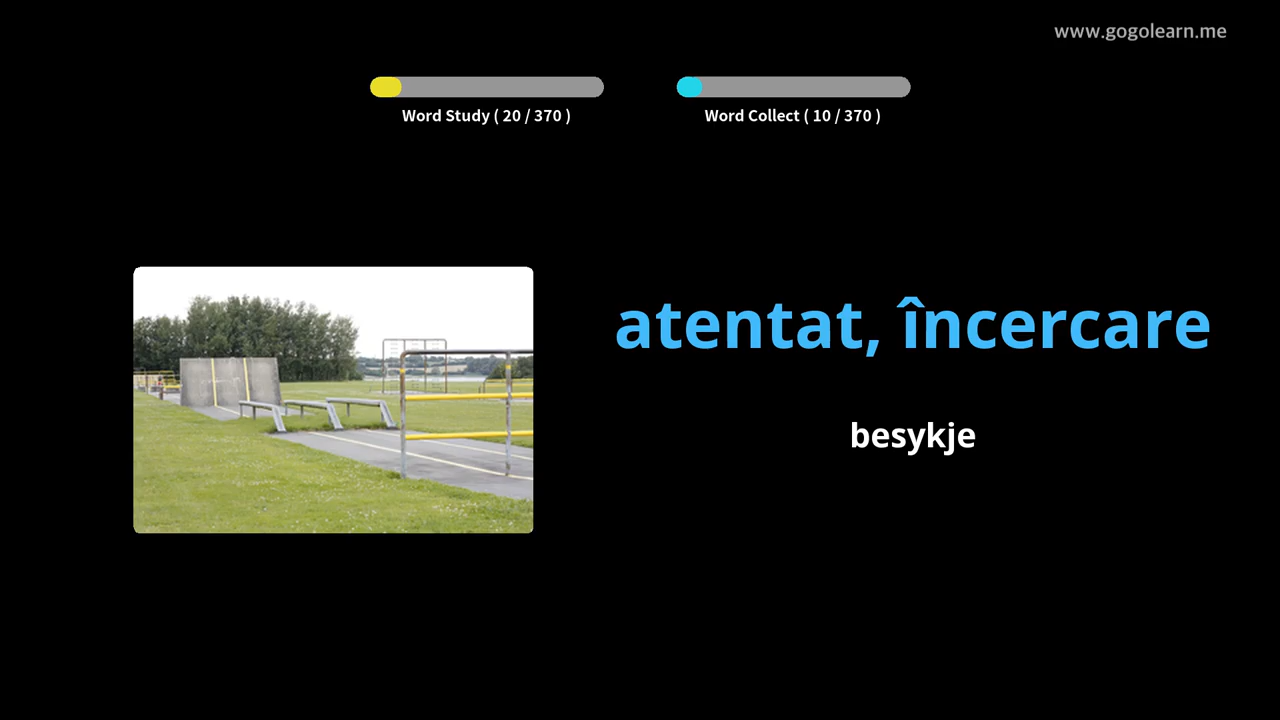 www.gogolearn.me
Word Study ( 20 / 370 )
Word Collect ( 10 / 370 )
atentat, încercare
besykje